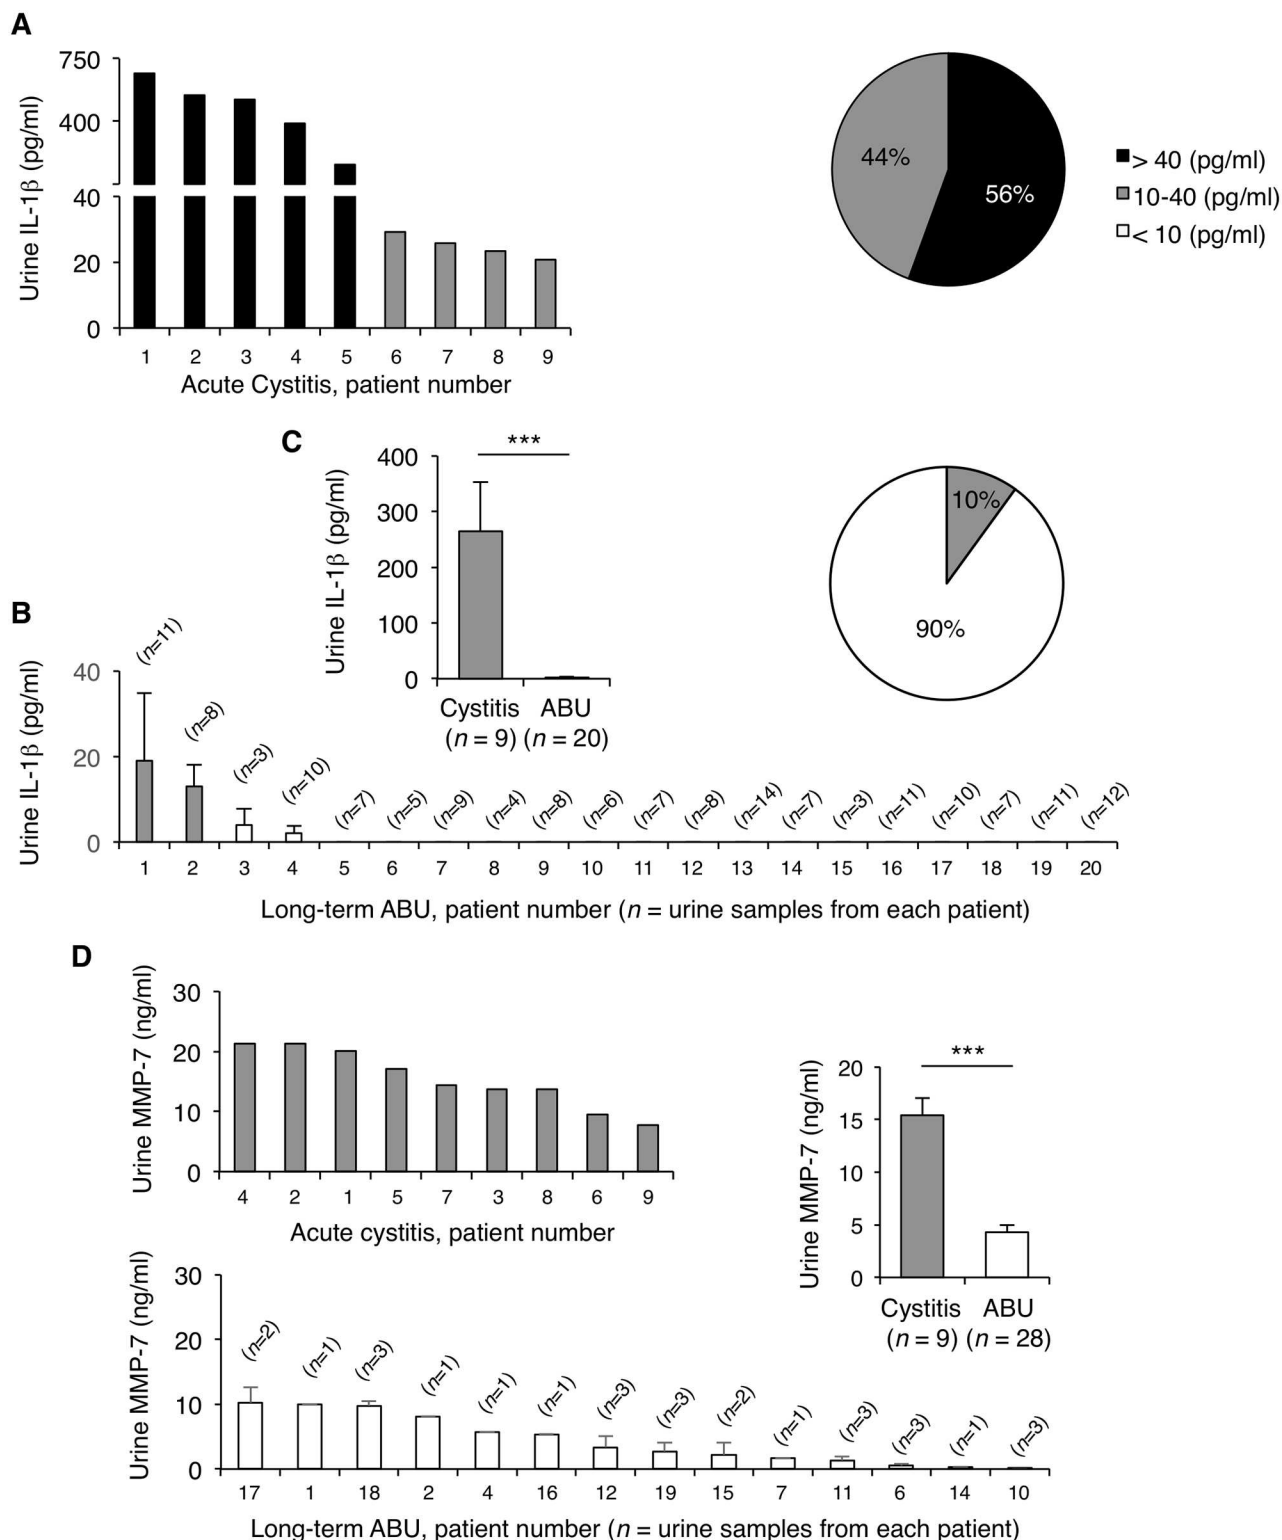 A
Urine IL-1β (pg/ml)
750
400
40
20
0
1 2 3 4 5 6 7 8 9
Acute Cystitis, patient number
44%
56%
> 40 (pg/ml)
10-40 (pg/ml)
< 10 (pg/ml)
C
Urine IL-1β (pg/ml)
400
300
200
100
0
***
Cystitis ABU
(n = 9) (n = 20)
10%
90%
B
Urine IL-1β (pg/ml)
40
20
0
(n=11) (n=8) (n=3) (n=10) (n=7) (n=5) (n=9) (n=4) (n=8) (n=6) (n=7) (n=8) (n=14) (n=7) (n=3) (n=11) (n=10) (n=7) (n=11) (n=12)
1 2 3 4 5 6 7 8 9 10 11 12 13 14 15 16 17 18 19 20
Long-term ABU, patient number (n = urine samples from each patient)
D
Urine MMP-7 (ng/ml)
30
20
10
0
4 2 1 5 7 3 8 6 9
Acute cystitis, patient number
Urine MMP-7 (ng/ml)
20
15
10
5
0
***
Cystitis ABU
(n = 9) (n = 28)
Urine MMP-7 (ng/ml)
30
20
10
0
(n=2) (n=1) (n=3) (n=1) (n=1) (n=1) (n=3) (n=3) (n=2) (n=1) (n=3) (n=3) (n=1) (n=3)
17 1 18 2 4 16 12 19 15 7 11 6 14 10
Long-term ABU, patient number (n = urine samples from each patient)